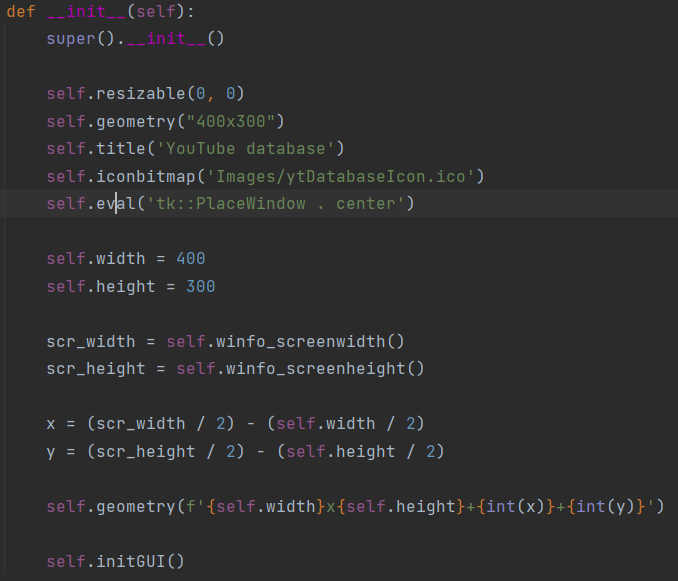 def __init__(self):
    super().__init__()
    self.resizable(0, 0)
    self.geometry("400x300")
    self.title('YouTube database')
    self.iconbitmap('Images/ytDatabaseIcon.ico')
    self.eval('tk::PlaceWindow . center')
    self.width = 400
    self.height = 300
    scr_width = self.winfo_screenwidth()
    scr_height = self.winfo_screenheight()
    x = (scr_width / 2) - (self.width / 2)
    y = (scr_height / 2) - (self.height / 2)
    self.geometry(f'{self.width}x{self.height}+{int(x)}+{int(y)}')
    self.initGUI()